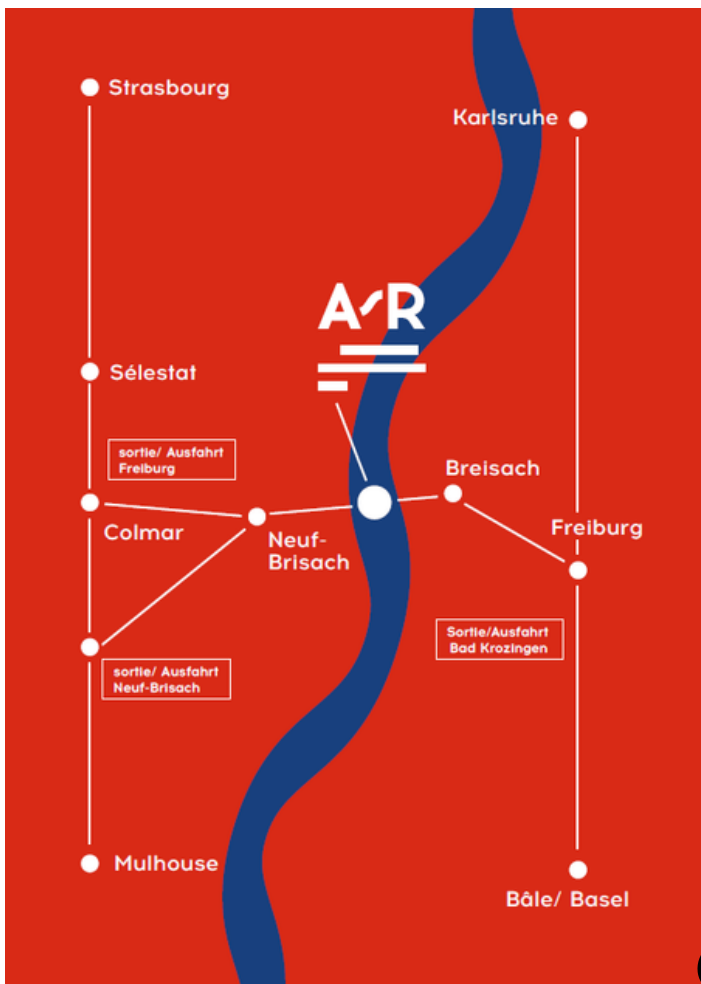 Strasbourg
Karlsruhe
ArR
Sélestat
sortie/ Ausfahrt
Freiburg
Breisach
Colmar
Neuf-
Brisach
Freiburg
Sortie/Ausfahrt
Bad Krozingen
sortie/ Ausfahrt
Neuf-Brisach
Mulhouse
Bâle/ Basel